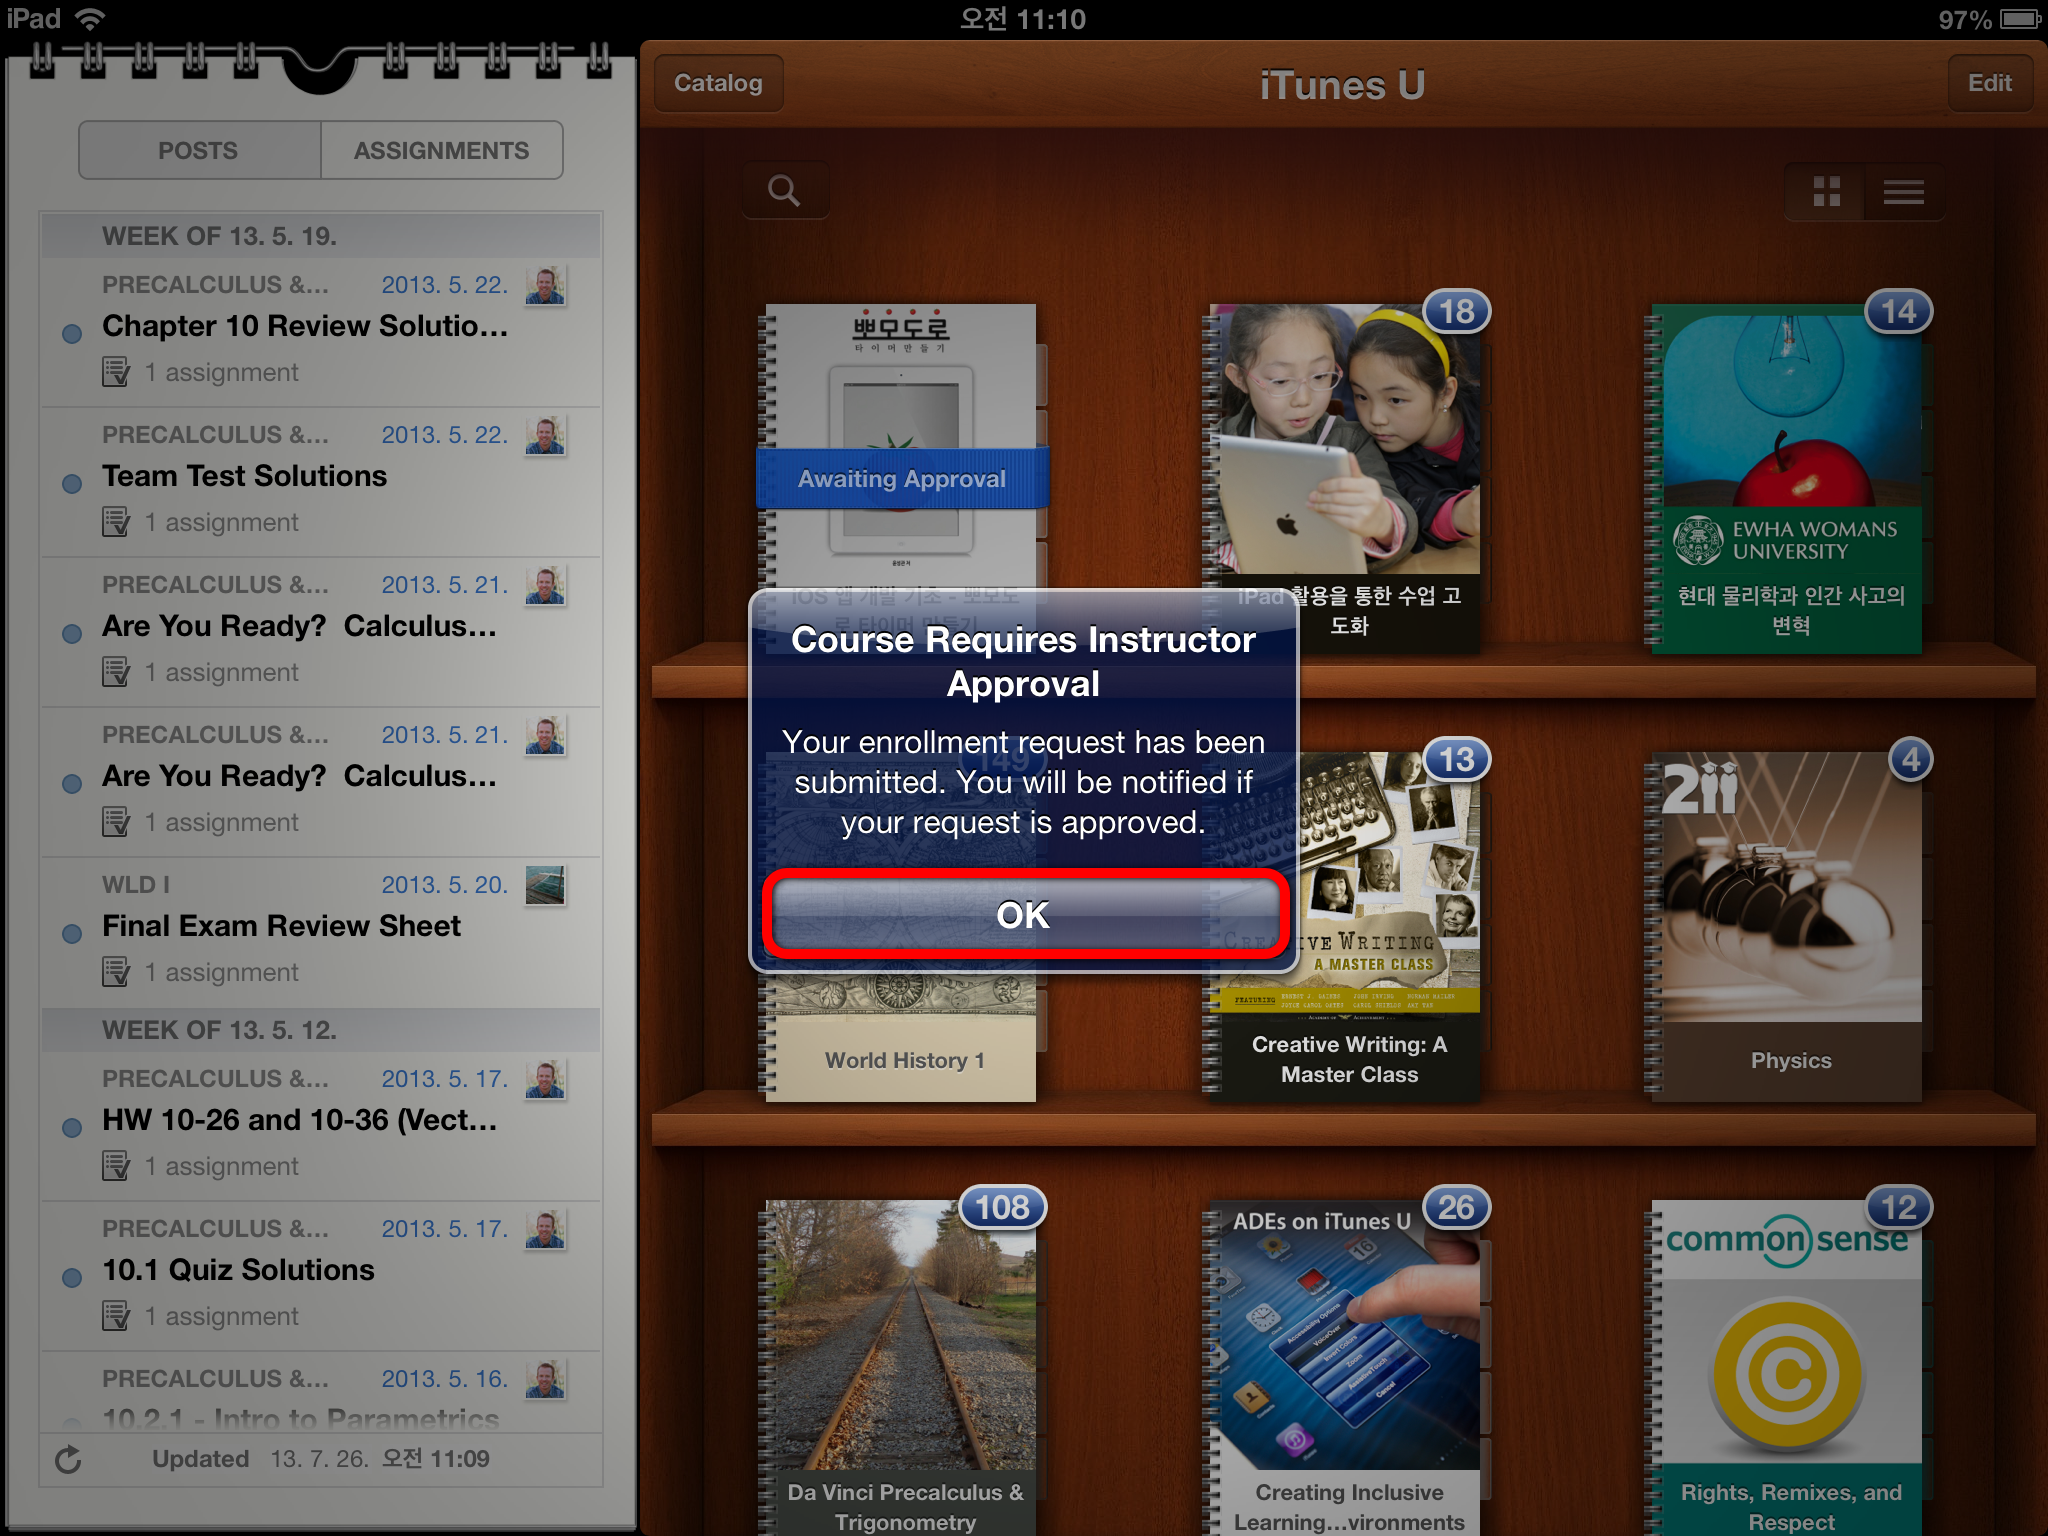 iPad
오전 11:10
97%
POSTS
ASSIGNMENTS
WEEK OF 13. 5. 19.
PRECALCULUS &... 2013. 5. 22.
Chapter 10 Review Solutio...
1 assignment
PRECALCULUS &... 2013. 5. 22.
Team Test Solutions
1 assignment
PRECALCULUS &... 2013. 5. 21.
Are You Ready? Calculus...
1 assignment
PRECALCULUS &... 2013. 5. 21.
Are You Ready? Calculus...
1 assignment
WLD I 2013. 5. 20.
Final Exam Review Sheet
1 assignment
WEEK OF 13. 5. 12.
PRECALCULUS &... 2013. 5. 17.
HW 10-26 and 10-36 (Vect...
1 assignment
PRECALCULUS &... 2013. 5. 17.
10.1 Quiz Solutions
1 assignment
PRECALCULUS &... 2013. 5. 16.
10.2.1 - Intro to Parametrics
Updated 13. 7. 26. 오전 11:09
Catalog
iTunes U
Edit
뽀모도로
타이머만들기
Awaiting Approval
iOS 앱 개발 기초 - 뽀모도
로 타이머 만들기
18
iPad 활용을 통한 수업 고
도화
14
EWHA WOMANS
UNIVERSITY
현대 물리학과 인간 사고의
변혁
Course Requires Instructor
Approval
Your enrollment request has been
submitted. You will be notified if
your request is approved.
OK
149
World History 1
13
CREATIVE WRITING
A MASTER CLASS
FEATURING
Creative Writing: A
Master Class
4
211
Physics
108
Da Vinci Precalculus &
Trigonometry
26
ADEs on iTunes U
Accessibility Options
VoiceOver
Invert Colors
Zoom
AssistiveTouch
Cancel
Creating Inclusive
Learning...vironments
12
common sense
C
Rights, Remixes, and
Respect